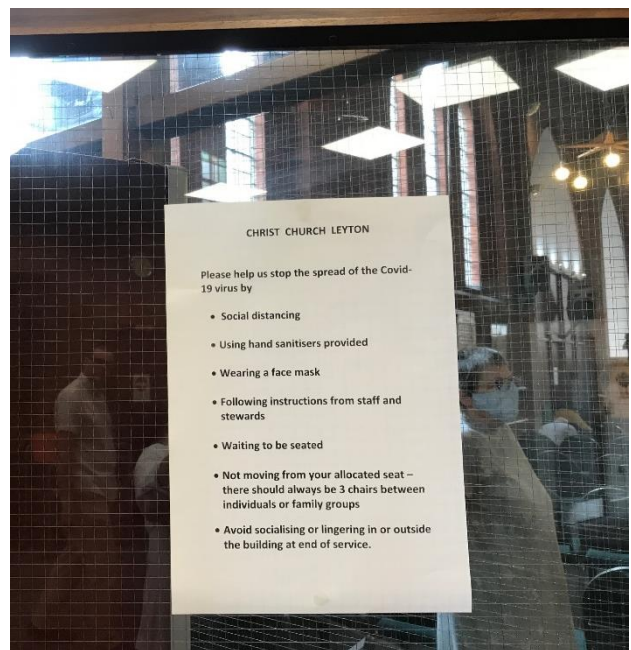 CHRIST CHURCH LEYTON
Please help us stop the spread of the Covid-
19 virus by
• Social distancing
• Using hand sanitisers provided
• Wearing a face mask
• Following instructions from staff and
stewards
• Waiting to be seated
• Not moving from your allocated seat –
there should always be 3 chairs between
individuals or family groups
• Avoid socialising or lingering in or outside
the building at end of service.